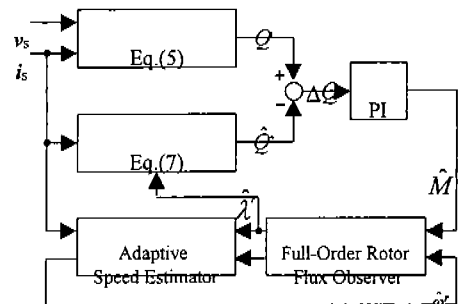 v_s
i_s
Eq.(5)
Q
+
−
ΔQ
PI
Eq.(7)
Q̂
M̂
λ̂'
Adaptive
Speed Estimator
Full-Order Rotor
Flux Observer